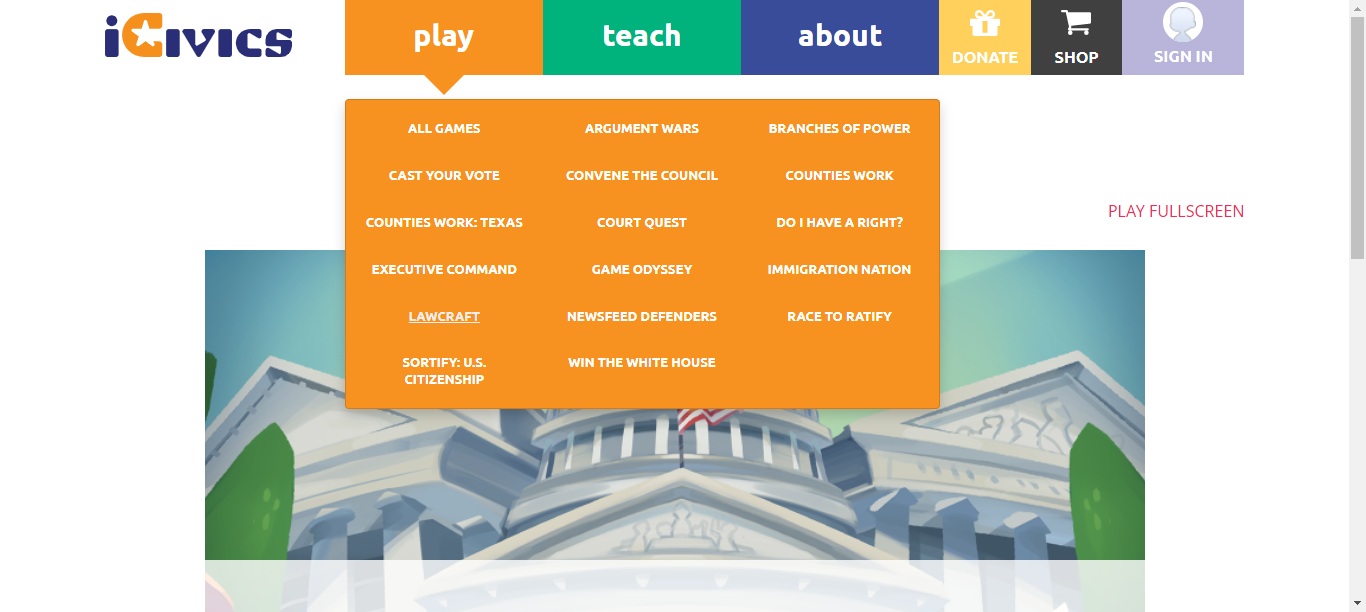 iCivics
play
teach
about
DONATE
SHOP
SIGN IN
ALL GAMES
ARGUMENT WARS
BRANCHES OF POWER
CAST YOUR VOTE
CONVENE THE COUNCIL
COUNTIES WORK
PLAY FULLSCREEN
COUNTIES WORK: TEXAS
COURT QUEST
DO I HAVE A RIGHT?
EXECUTIVE COMMAND
GAME ODYSSEY
IMMIGRATION NATION
LAWCRAFT
NEWSFEED DEFENDERS
RACE TO RATIFY
SORTIFY: U.S.
CITIZENSHIP
WIN THE WHITE HOUSE